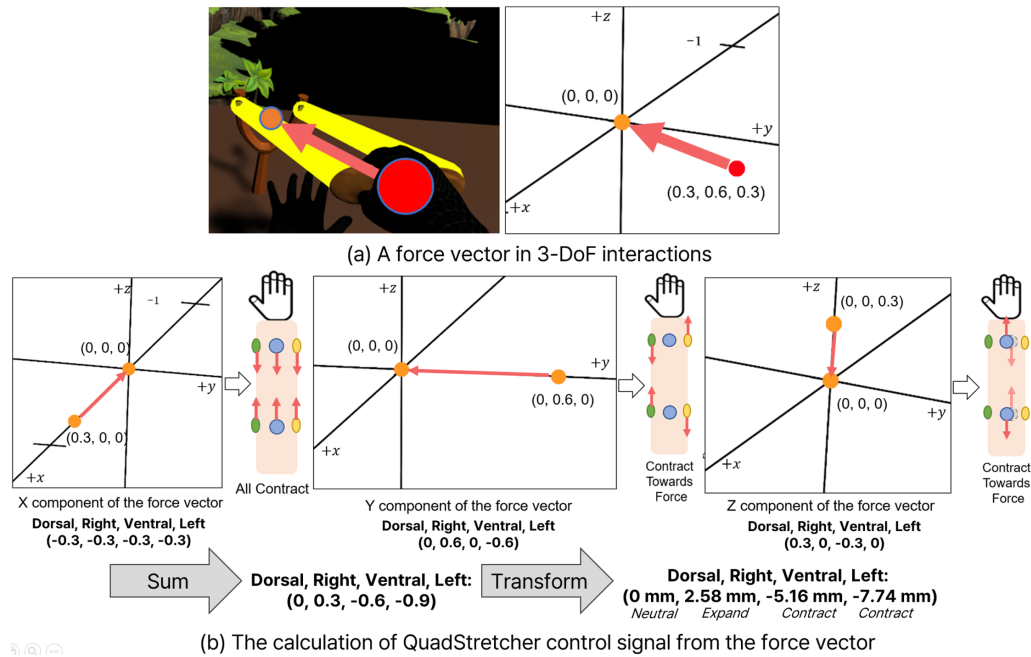 +z
-1
(0, 0, 0)
+y
(0.3, 0.6, 0.3)
+x
(a) A force vector in 3-DoF interactions
+z
-1
(0, 0, 0)
+y
(0.3, 0, 0)
+x
All Contract
+z
(0, 0, 0)
+y
(0, 0.6, 0)
+x
Contract
Towards
Force
+z
(0, 0, 0.3)
(0, 0, 0)
+y
+x
Contract
Towards
Force
X component of the force vector
Dorsal, Right, Ventral, Left
(-0.3, -0.3, -0.3, -0.3)
Y component of the force vector
Dorsal, Right, Ventral, Left
(0, 0.6, 0, -0.6)
Z component of the force vector
Dorsal, Right, Ventral, Left
(0.3, 0, -0.3, 0)
Sum
Dorsal, Right, Ventral, Left:
(0, 0.3, -0.6, -0.9)
Transform
Dorsal, Right, Ventral, Left:
(0 mm, 2.58 mm, -5.16 mm, -7.74 mm)
Neutral Expand Contract Contract
(b) The calculation of QuadStretcher control signal from the force vector